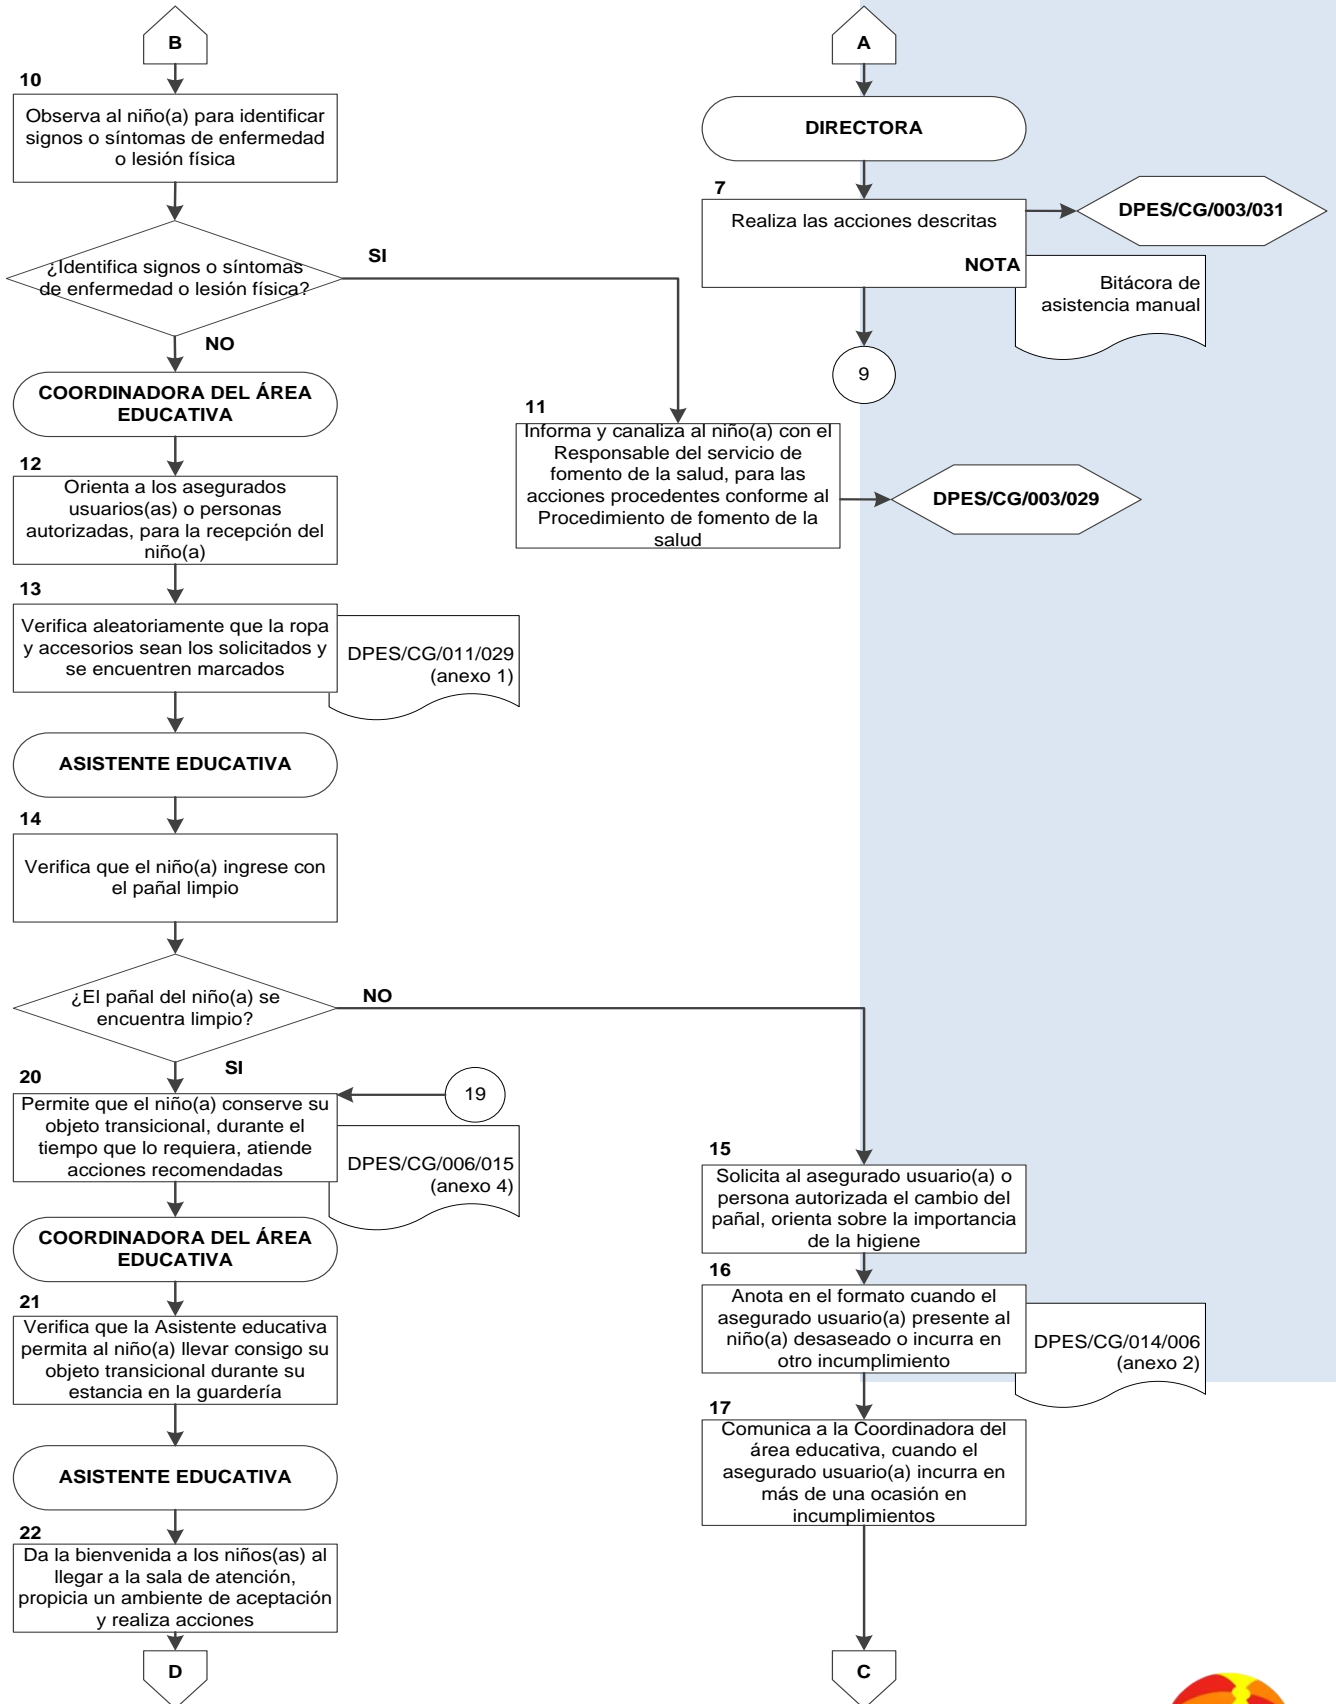 B
10
Observa al niño(a) para identificar
signos o síntomas de enfermedad
o lesión física
¿Identifica signos o síntomas
de enfermedad o lesión física?
SI
NO
COORDINADORA DEL ÁREA
EDUCATIVA
12
Orienta a los asegurados
usuarios(as) o personas
autorizadas, para la recepción del
niño(a)
13
Verifica aleatoriamente que la ropa
y accesorios sean los solicitados y
se encuentren marcados
DPES/CG/011/029
(anexo 1)
ASISTENTE EDUCATIVA
14
Verifica que el niño(a) ingrese con
el pañal limpio
¿El pañal del niño(a) se
encuentra limpio?
NO
SI
20
Permite que el niño(a) conserve su
objeto transicional, durante el
tiempo que lo requiera, atiende
acciones recomendadas
19
DPES/CG/006/015
(anexo 4)
COORDINADORA DEL ÁREA
EDUCATIVA
21
Verifica que la Asistente educativa
permita al niño(a) llevar consigo su
objeto transicional durante su
estancia en la guardería
ASISTENTE EDUCATIVA
22
Da la bienvenida a los niños(as) al
llegar a la sala de atención,
propicia un ambiente de aceptación
y realiza acciones
D
A
DIRECTORA
7
Realiza las acciones descritas
NOTA
DPES/CG/003/031
Bitácora de
asistencia manual
9
11
Informa y canaliza al niño(a) con el
Responsable del servicio de
fomento de la salud, para las
acciones procedentes conforme al
Procedimiento de fomento de la
salud
DPES/CG/003/029
15
Solicita al asegurado usuario(a) o
persona autorizada el cambio del
pañal, orienta sobre la importancia
de la higiene
16
Anota en el formato cuando el
asegurado usuario(a) presente al
niño(a) desaseado o incurra en
otro incumplimiento
DPES/CG/014/006
(anexo 2)
17
Comunica a la Coordinadora del
área educativa, cuando el
asegurado usuario(a) incurra en
más de una ocasión en
incumplimientos
C